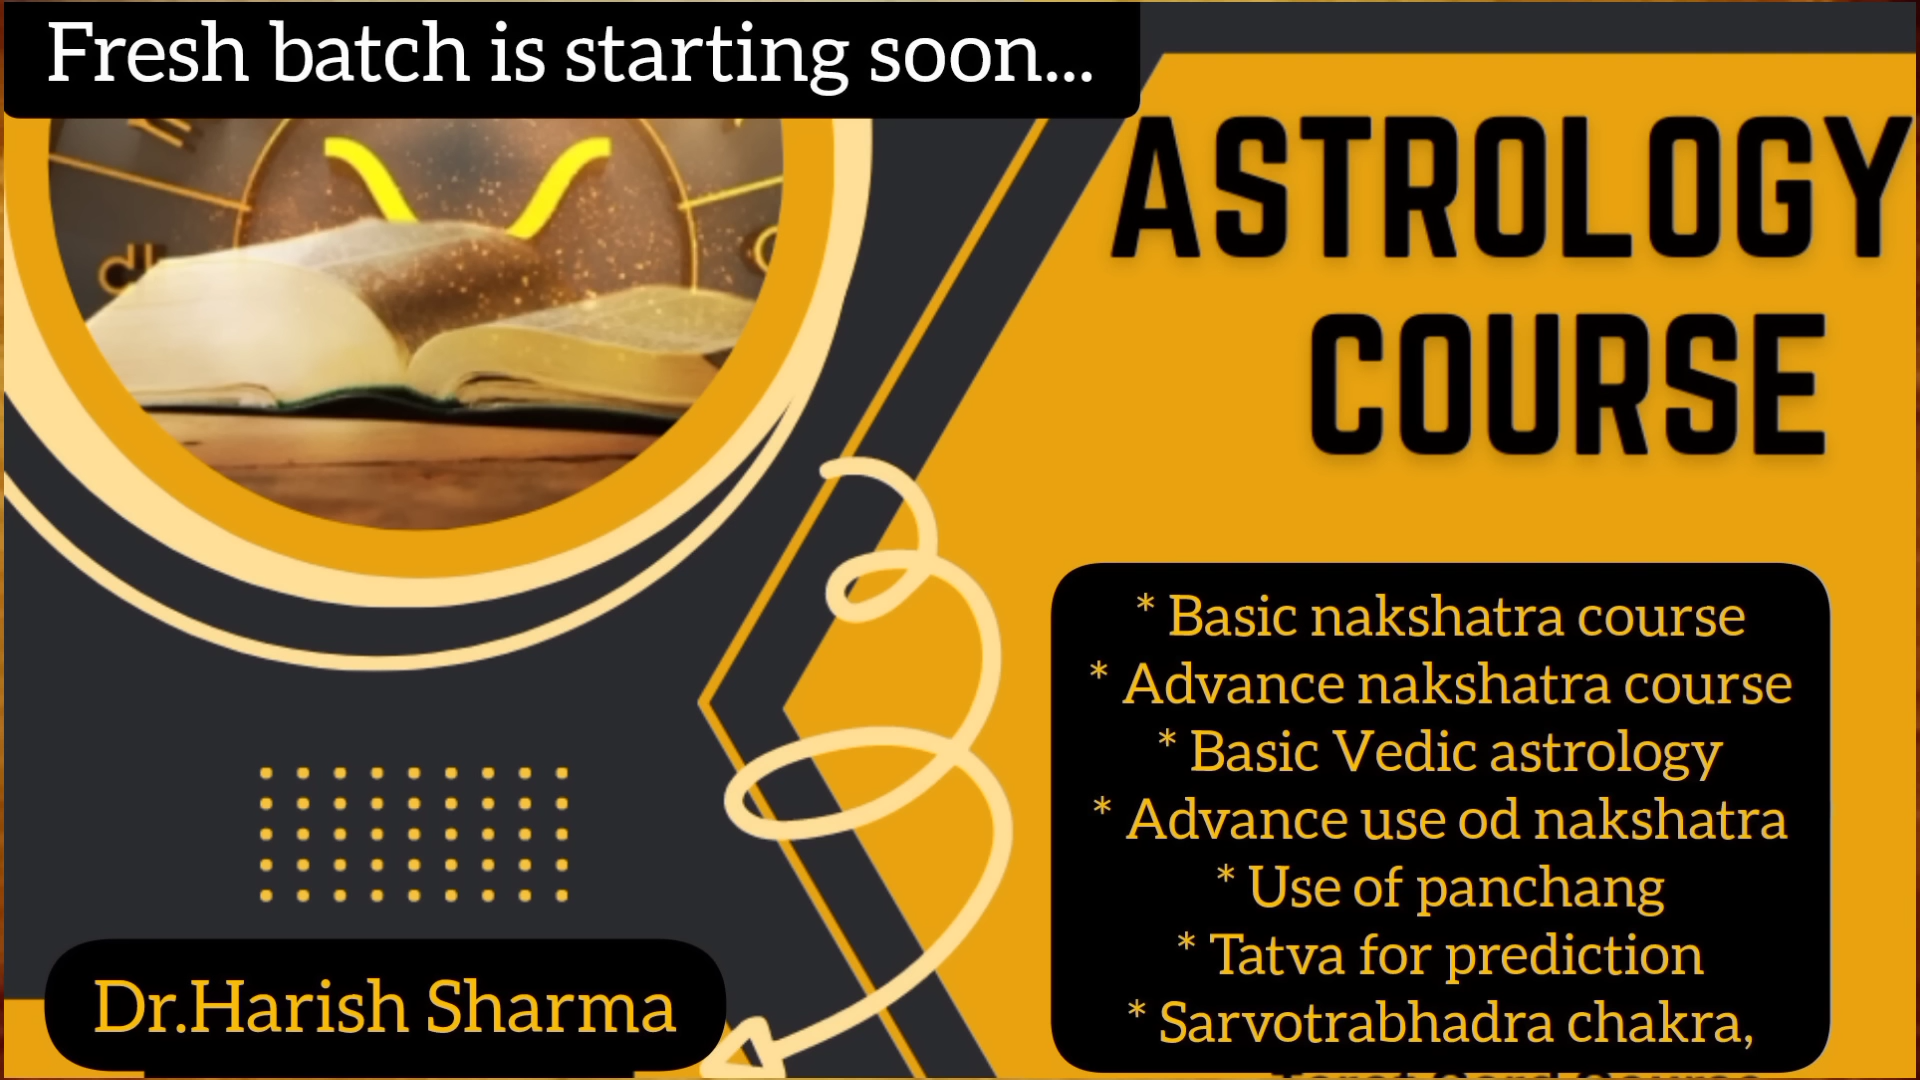 Fresh batch is starting soon...
ASTROLOGY
COURSE
* Basic nakshatra course
* Advance nakshatra course
* Basic Vedic astrology
* Advance use od nakshatra
* Use of panchang
* Tatva for prediction
* Sarvotrabhadra chakra,
Dr.Harish Sharma